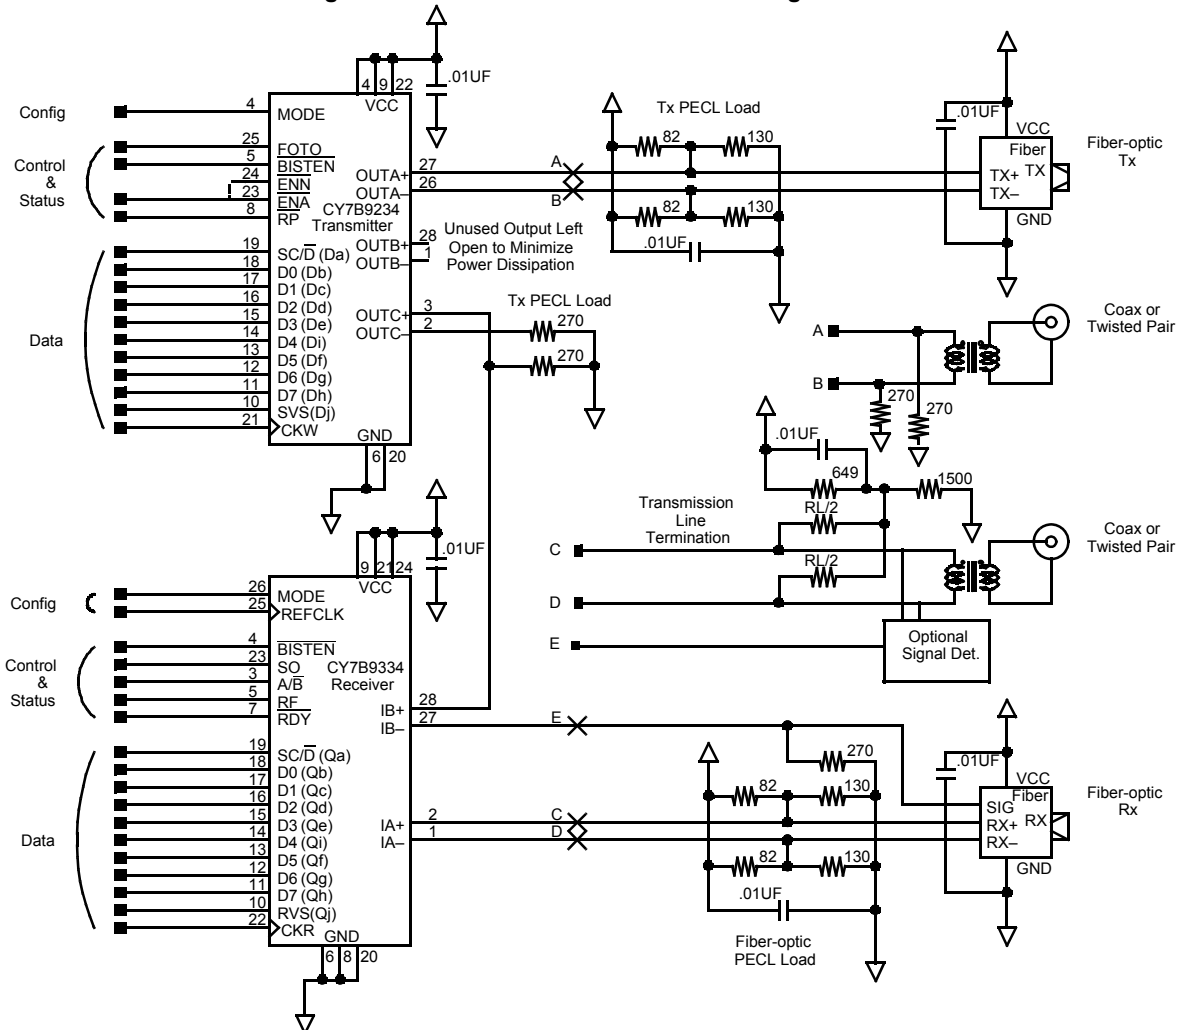 4 9 22
VCC
.01UF
Config
4
MODE
Control
&
Status
25
FOTO
5
BISTEN
24
ENN
23
ENA
8
RP
CY7B9234
Transmitter
OUTA+
27
OUTA–
26
OUTB+
28
OUTB–
1
OUTC+
3
OUTC–
2
Unused Output Left
Open to Minimize
Power Dissipation
Data
19
SC/D (Da)
18
D0 (Db)
17
D1 (Dc)
16
D2 (Dd)
15
D3 (De)
14
D4 (Di)
13
D5 (Df)
12
D6 (Dg)
11
D7 (Dh)
10
SVS(Dj)
21
CKW
GND
6 20
A
B
Tx PECL Load
82
130
82
130
.01UF
Tx PECL Load
270
270
.01UF
VCC
Fiber
TX
TX+
TX–
GND
Fiber-optic
Tx
A
B
270
270
Coax or
Twisted Pair
.01UF
649
1500
RL/2
RL/2
Transmission
Line
Termination
C
D
E
Optional
Signal Det.
Coax or
Twisted Pair
9 21 24
VCC
.01UF
Config
26
MODE
25
REFCLK
Control
&
Status
4
BISTEN
23
SO
3
A/B
5
RF
7
RDY
CY7B9334
Receiver
IB+
28
IB–
27
IA+
2
IA–
1
Data
19
SC/D (Qa)
18
D0 (Qb)
17
D1 (Qc)
16
D2 (Qd)
15
D3 (Qe)
14
D4 (Qi)
13
D5 (Qf)
12
D6 (Qg)
11
D7 (Qh)
10
RVS(Qj)
22
CKR
GND
6 8 20
E
C
D
270
82
130
82
130
.01UF
Fiber-optic
PECL Load
.01UF
VCC
Fiber
SIG
RX+
RX
RX–
GND
Fiber-optic
Rx